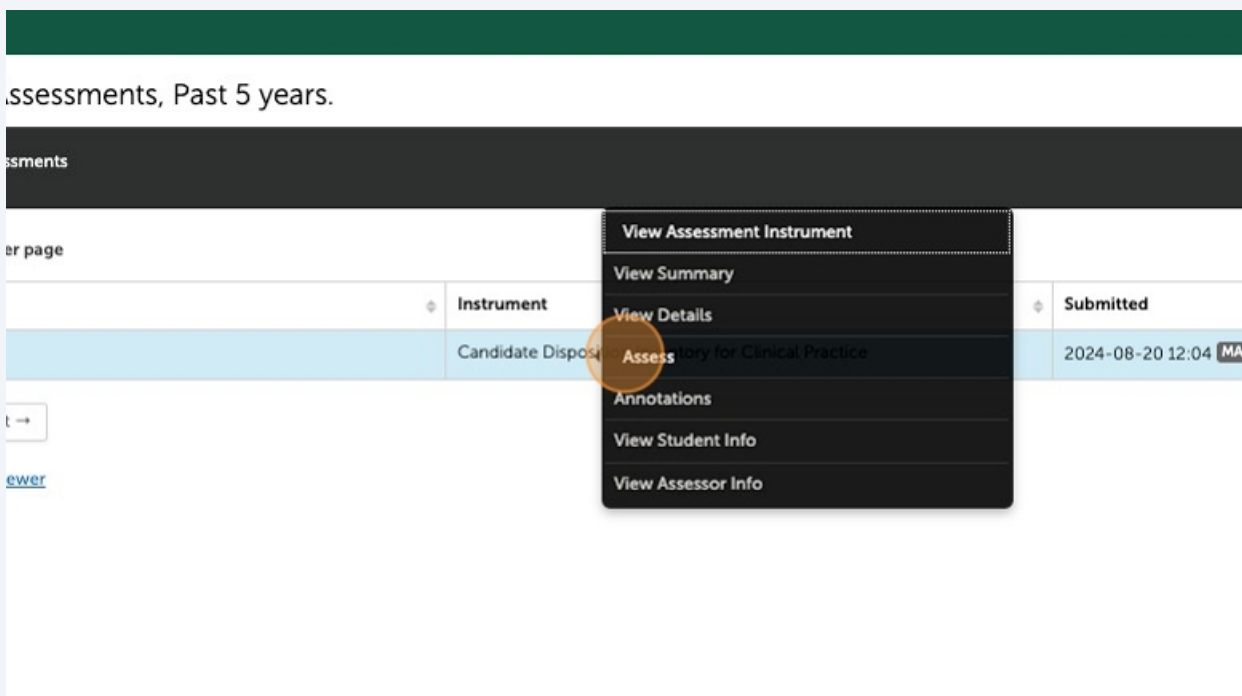 ssessments, Past 5 years.
ssments
View Assessment Instrument
er page
View Summary
Instrument
Submitted
View Details
Candidate Dispos tory for Clinical Practice
2024-08-20 12:04 MA
Assess
Annotations
t →
View Student Info
ewer
View Assessor Info